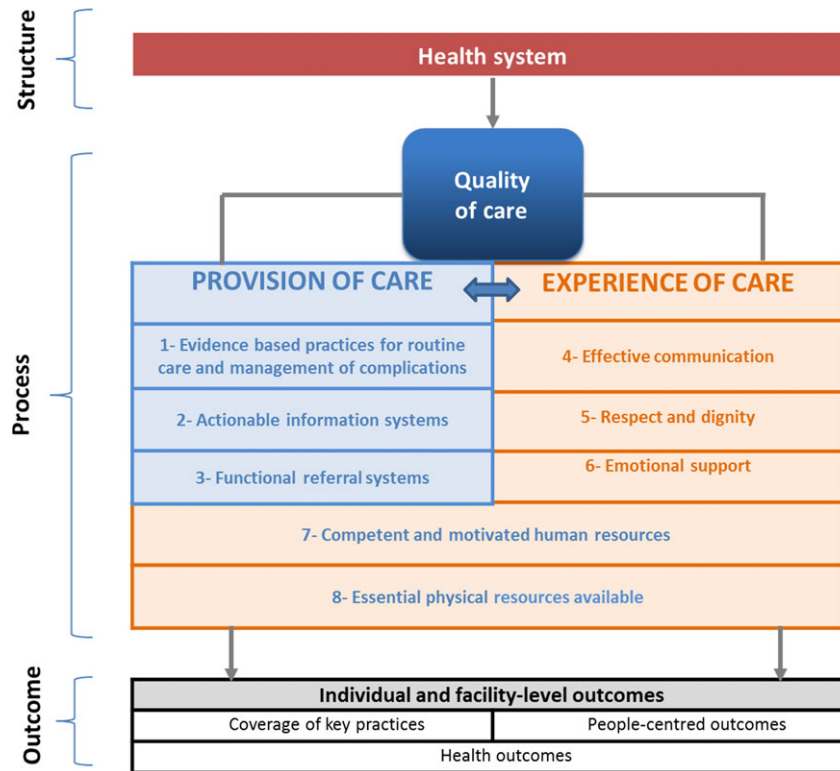 Structure
Health system
Process
Quality
of care
PROVISION OF CARE
EXPERIENCE OF CARE
1- Evidence based practices for routine
care and management of complications
4- Effective communication
2- Actionable information systems
5- Respect and dignity
3- Functional referral systems
6- Emotional support
7- Competent and motivated human resources
8- Essential physical resources available
Outcome
Individual and facility-level outcomes
Coverage of key practices
People-centred outcomes
Health outcomes